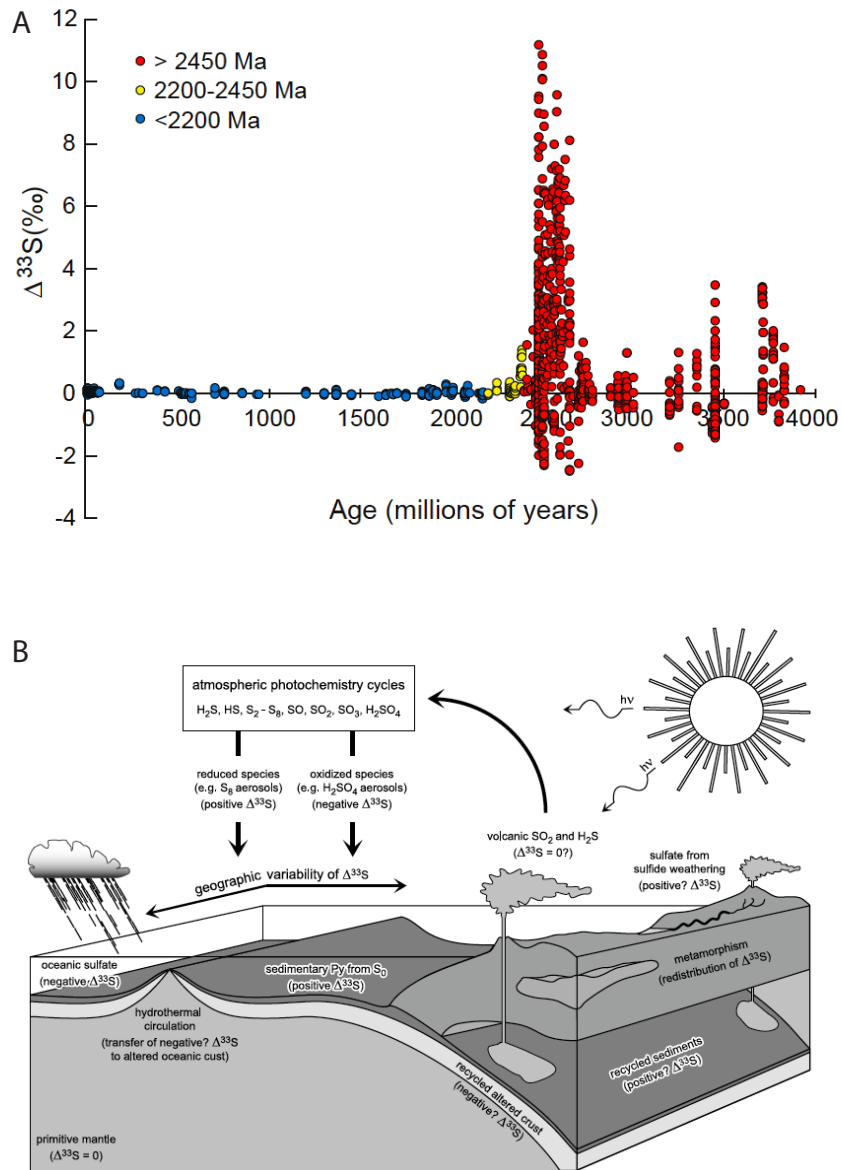 A
12
10
8
6
4
2
0
-2
-4
Δ³³S(‰)
> 2450 Ma
2200-2450 Ma
<2200 Ma
0 500 1000 1500 2000 3000 4000
Age (millions of years)
B
atmospheric photochemistry cycles
H₂S, HS, S₂ - S₈, SO, SO₂, SO₃, H₂SO₄
hν
hν
reduced species
(e.g. S₈ aerosols)
(positive Δ³³S)
oxidized species
(e.g. H₂SO₄ aerosols)
(negative Δ³³S)
volcanic SO₂ and H₂S
(Δ³³S = 0?)
sulfate from
sulfide weathering
(positive? Δ³³S)
geographic variability of Δ³³S
oceanic sulfate
(negative Δ³³S)
sedimentary Py from S₀
(positive Δ³³S)
metamorphism
(redistribution of Δ³³S)
hydrothermal
circulation
(transfer of negative? Δ³³S
to altered oceanic cust)
recycled altered crust
(negative? Δ³³S)
recycled sediments
(positive? Δ³³S)
primitive mantle
(Δ³³S = 0)